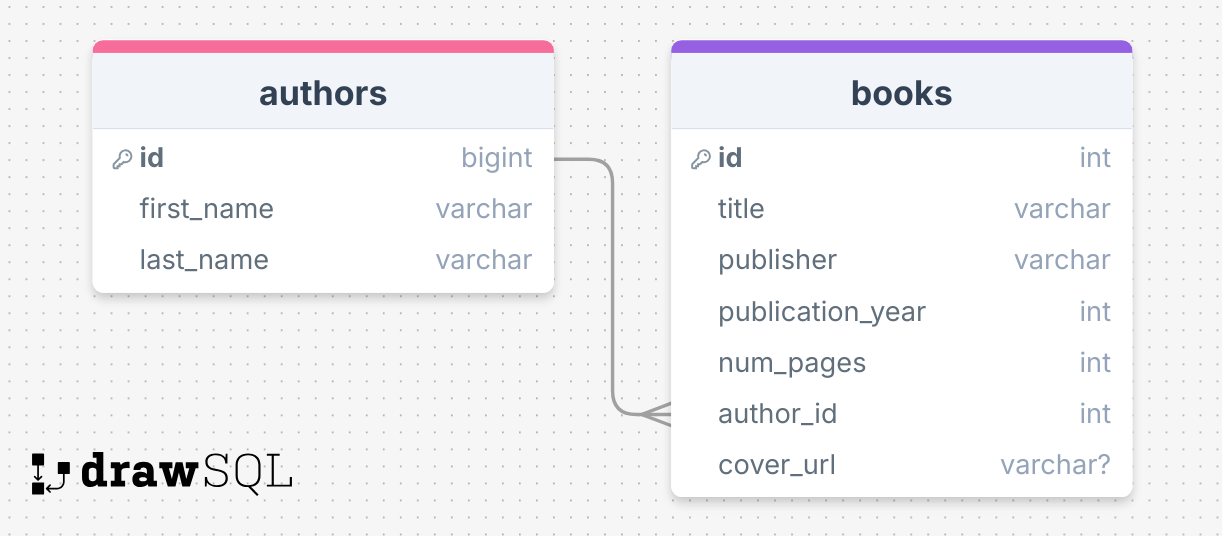 authors
id bigint
first_name varchar
last_name varchar
books
id int
title varchar
publisher varchar
publication_year int
num_pages int
author_id int
cover_url varchar?
drawSQL